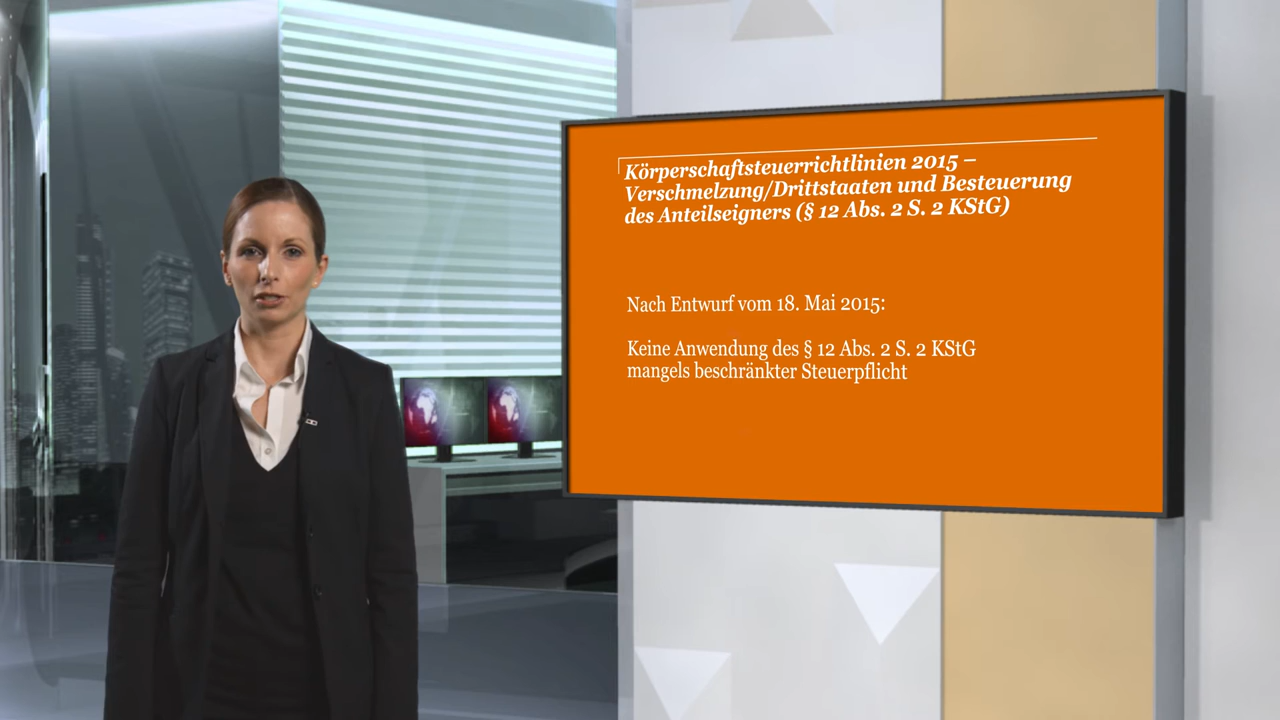 Körperschaftsteuerrichtlinien 2015 –
Verschmelzung/Drittstaaten und Besteuerung
des Anteilseigners (§ 12 Abs. 2 S. 2 KStG)
Nach Entwurf vom 18. Mai 2015:
Keine Anwendung des § 12 Abs. 2 S. 2 KStG
mangels beschränkter Steuerpflicht